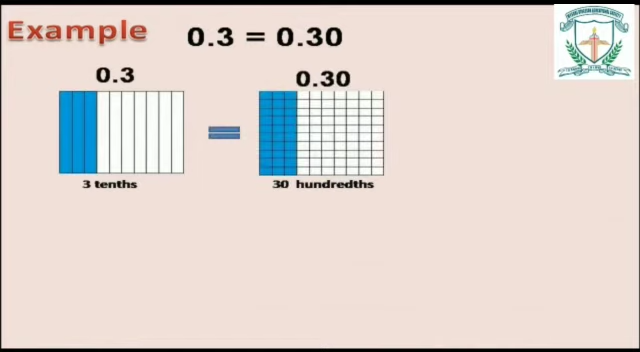 Example
0.3 = 0.30
0.3
0.30
=
3 tenths
30 hundredths